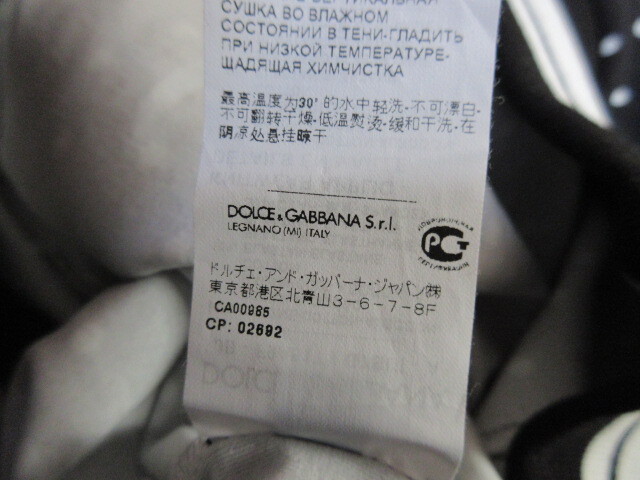 СУШКА ВО ВЛАЖНОМ
СОСТОЯНИИ В ТЕНИ-ГЛАДИТЬ
ПРИ НИЗКОЙ ТЕМПЕРАТУРЕ-
ЩАДЯЩАЯ ХИМЧИСТКА
最高温度为30°的水中轻洗-不可漂白-
不可翻转干燥-低温熨烫-缓和干洗-在
阴凉处悬挂晾干
DOLCE & GABBANA S.r.l.
LEGNANO (MI) ITALY
ДОБРОВОЛЬНАЯ
РСТ
СЕРТИФИКАЦИЯ
ドルチェ・アンド・ガッバーナ・ジャパン㈱
東京都港区北青山3-6-7-8F
CA00985
CP: 02692